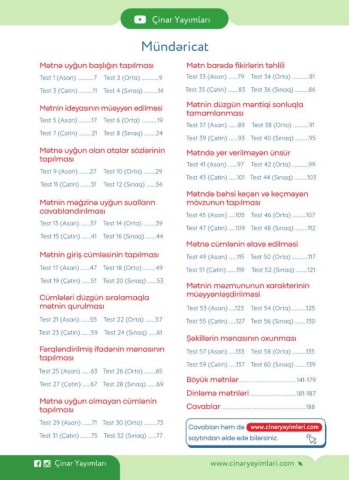 Çinar Yayımları
Mündəricat
Mətnə uyğun başlığın tapılması
Test 1 (Asan) .......7 Test 2 (Orta) ..........9
Test 3 (Çətin) ......11 Test 4 (Sınaq) .......14
Mətnin ideyasının müəyyən edilməsi
Test 5 (Asan) .......17 Test 6 (Orta) .........19
Test 7 (Çətin) ......21 Test 8 (Sınaq) .......24
Mətnə uyğun olan atalar sözlərinin
tapılması
Test 9 (Asan) .......27 Test 10 (Orta) ........29
Test 11 (Çətin) .....31 Test 12 (Sınaq) ......34
Mətnin məğzinə uyğun sualların
cavablandırılması
Test 13 (Asan) ......37 Test 14 (Orta) ........39
Test 15 (Çətin) .....41 Test 16 (Sınaq) ......44
Mətnin giriş cümləsinin tapılması
Test 17 (Asan) ......47 Test 18 (Orta) ........49
Test 19 (Çətin) .....51 Test 20 (Sınaq) ......53
Cümlələri düzgün sıralamaqla
mətnin qurulması
Test 21 (Asan) ......55 Test 22 (Orta) ........57
Test 23 (Çətin) .....59 Test 24 (Sınaq) ......61
Fərqləndirilmiş ifadənin mənasının
tapılması
Test 25 (Asan) ......63 Test 26 (Orta) ........65
Test 27 (Çətin) .....67 Test 28 (Sınaq) ......69
Mətnə uyğun olmayan cümlənin
tapılması
Test 29 (Asan) ......71 Test 30 (Orta) ........73
Test 31 (Çətin) .....75 Test 32 (Sınaq) ......77
Mətn barədə fikirlərin təhlili
Test 33 (Asan) ......79 Test 34 (Orta) ........81
Test 35 (Çətin) .....83 Test 36 (Sınaq) ......86
Mətnin düzgün məntiqi sonluqla
tamamlanması
Test 37 (Asan) ......89 Test 38 (Orta) ........91
Test 39 (Çətin) .....93 Test 40 (Sınaq) ......95
Mətndə yer verilməyən ünsür
Test 41 (Asan) ......97 Test 42 (Orta) ........99
Test 43 (Çətin) ....101 Test 44 (Sınaq) .....103
Mətndə bəhsi keçən və keçməyən
mövzunun tapılması
Test 45 (Asan) .....105 Test 46 (Orta) .......107
Test 47 (Çətin) ....109 Test 48 (Sınaq) .....112
Mətnə cümlənin əlavə edilməsi
Test 49 (Asan) .....115 Test 50 (Orta) .......117
Test 51 (Çətin) ....119 Test 52 (Sınaq) .....121
Mətnin məzmununun xarakterinin
müəyyənləşdirilməsi
Test 53 (Asan) .....123 Test 54 (Orta) .......125
Test 55 (Çətin) ....127 Test 56 (Sınaq) .....130
Şəkillərin mənasının oxunması
Test 57 (Asan) .....133 Test 58 (Orta) .......135
Test 59 (Çətin) ....137 Test 60 (Sınaq) .....139
Böyük mətnlər ..........................141-179
Dinləmə mətnləri .....................181-187
Cavablar ........................................188
Cavabları həm də www.cinaryayimlari.com
saytından əldə edə bilərsiniz.
Çinar Yayımları
www.cinaryayimlari.com